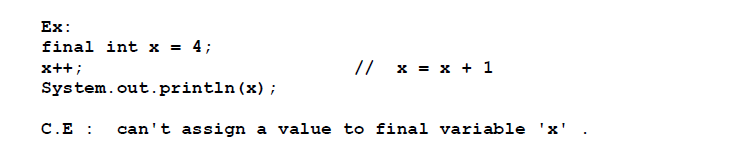 Ex:
final int x = 4;
x++;                         //  x = x + 1
System.out.println(x);
C.E :  can't assign a value to final variable 'x' .